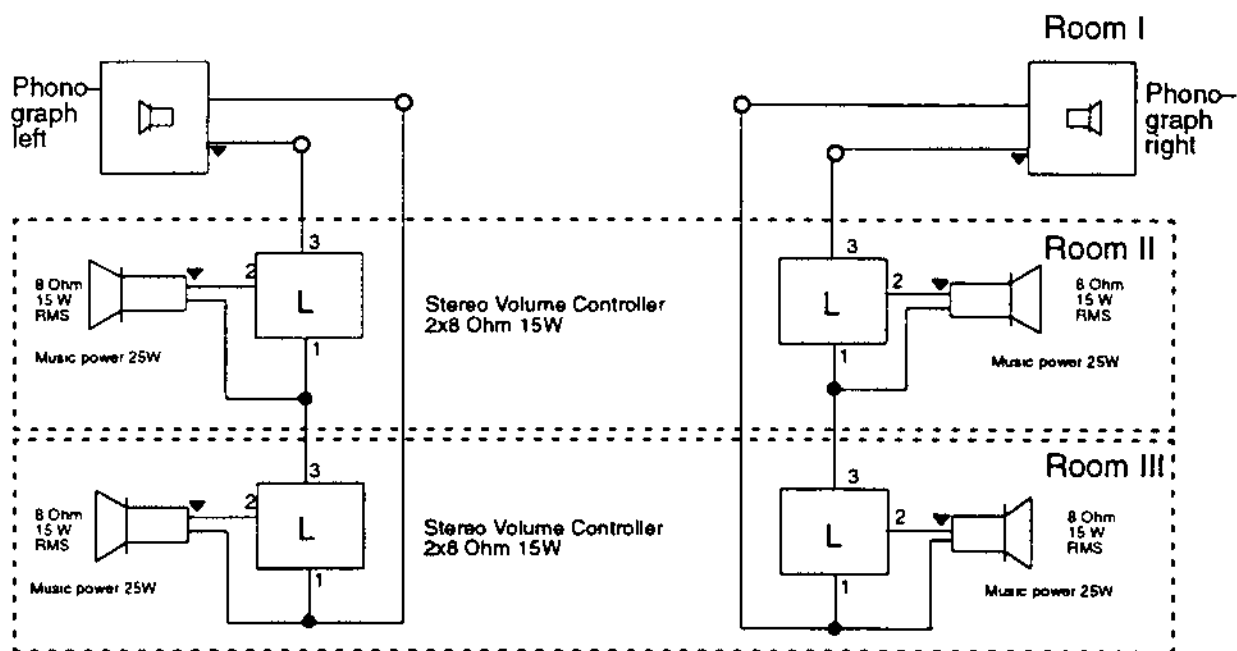 Room I
Phono-
graph
left
Phono-
graph
right
3
3
Room II
8 Ohm
15 W
RMS
2
L
Stereo Volume Controller
2x8 Ohm 15W
L
2
8 Ohm
15 W
RMS
Music power 25W
1
1
Music power 25W
3
3
Room III
8 Ohm
15 W
RMS
2
L
Stereo Volume Controller
2x8 Ohm 15W
L
2
8 Ohm
15 W
RMS
Music power 25W
1
1
Music power 25W